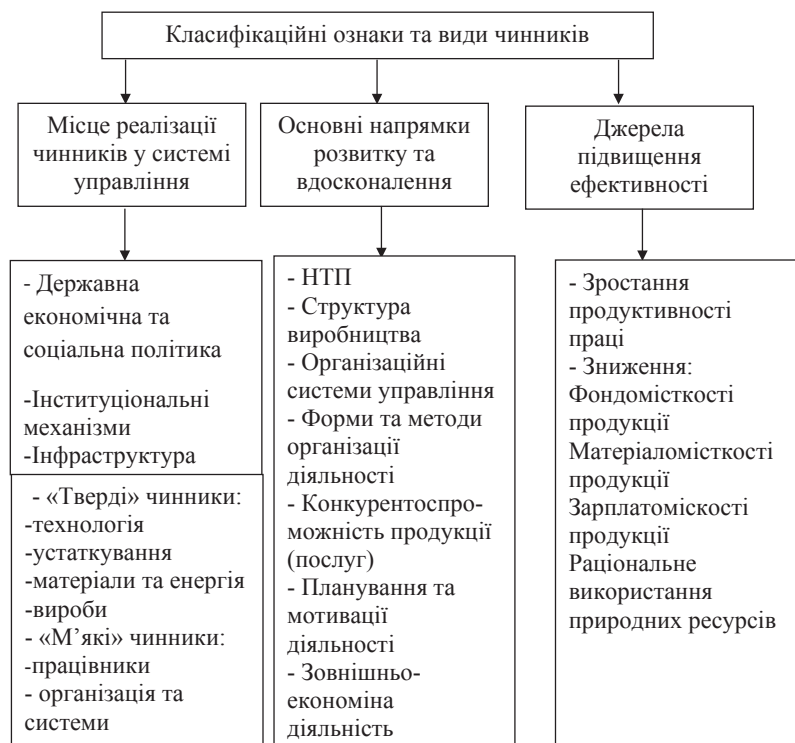 Класифікаційні ознаки та види чинників
Місце реалізації
чинників у системі
управління
Основні напрямки
розвитку та
вдосконалення
Джерела
підвищення
ефективності
- Державна
економічна та
соціальна політика
-Інституціональні
механізми
-Інфраструктура
- «Тверді» чинники:
-технологія
-устаткування
-матеріали та енергія
-вироби
- «М’які» чинники:
-працівники
- організація та
системи
- НТП
- Структура
виробництва
- Організаційні
системи управління
- Форми та методи
організації
діяльності
- Конкурентоспро-
можність продукції
(послуг)
- Планування та
мотивації
діяльності
- Зовнішньо-
економіна
діяльність
- Зростання
продуктивності
праці
- Зниження:
Фондомісткості
продукції
Матеріаломісткості
продукції
Зарплатоміскості
продукції
Раціональне
використання
природних ресурсів